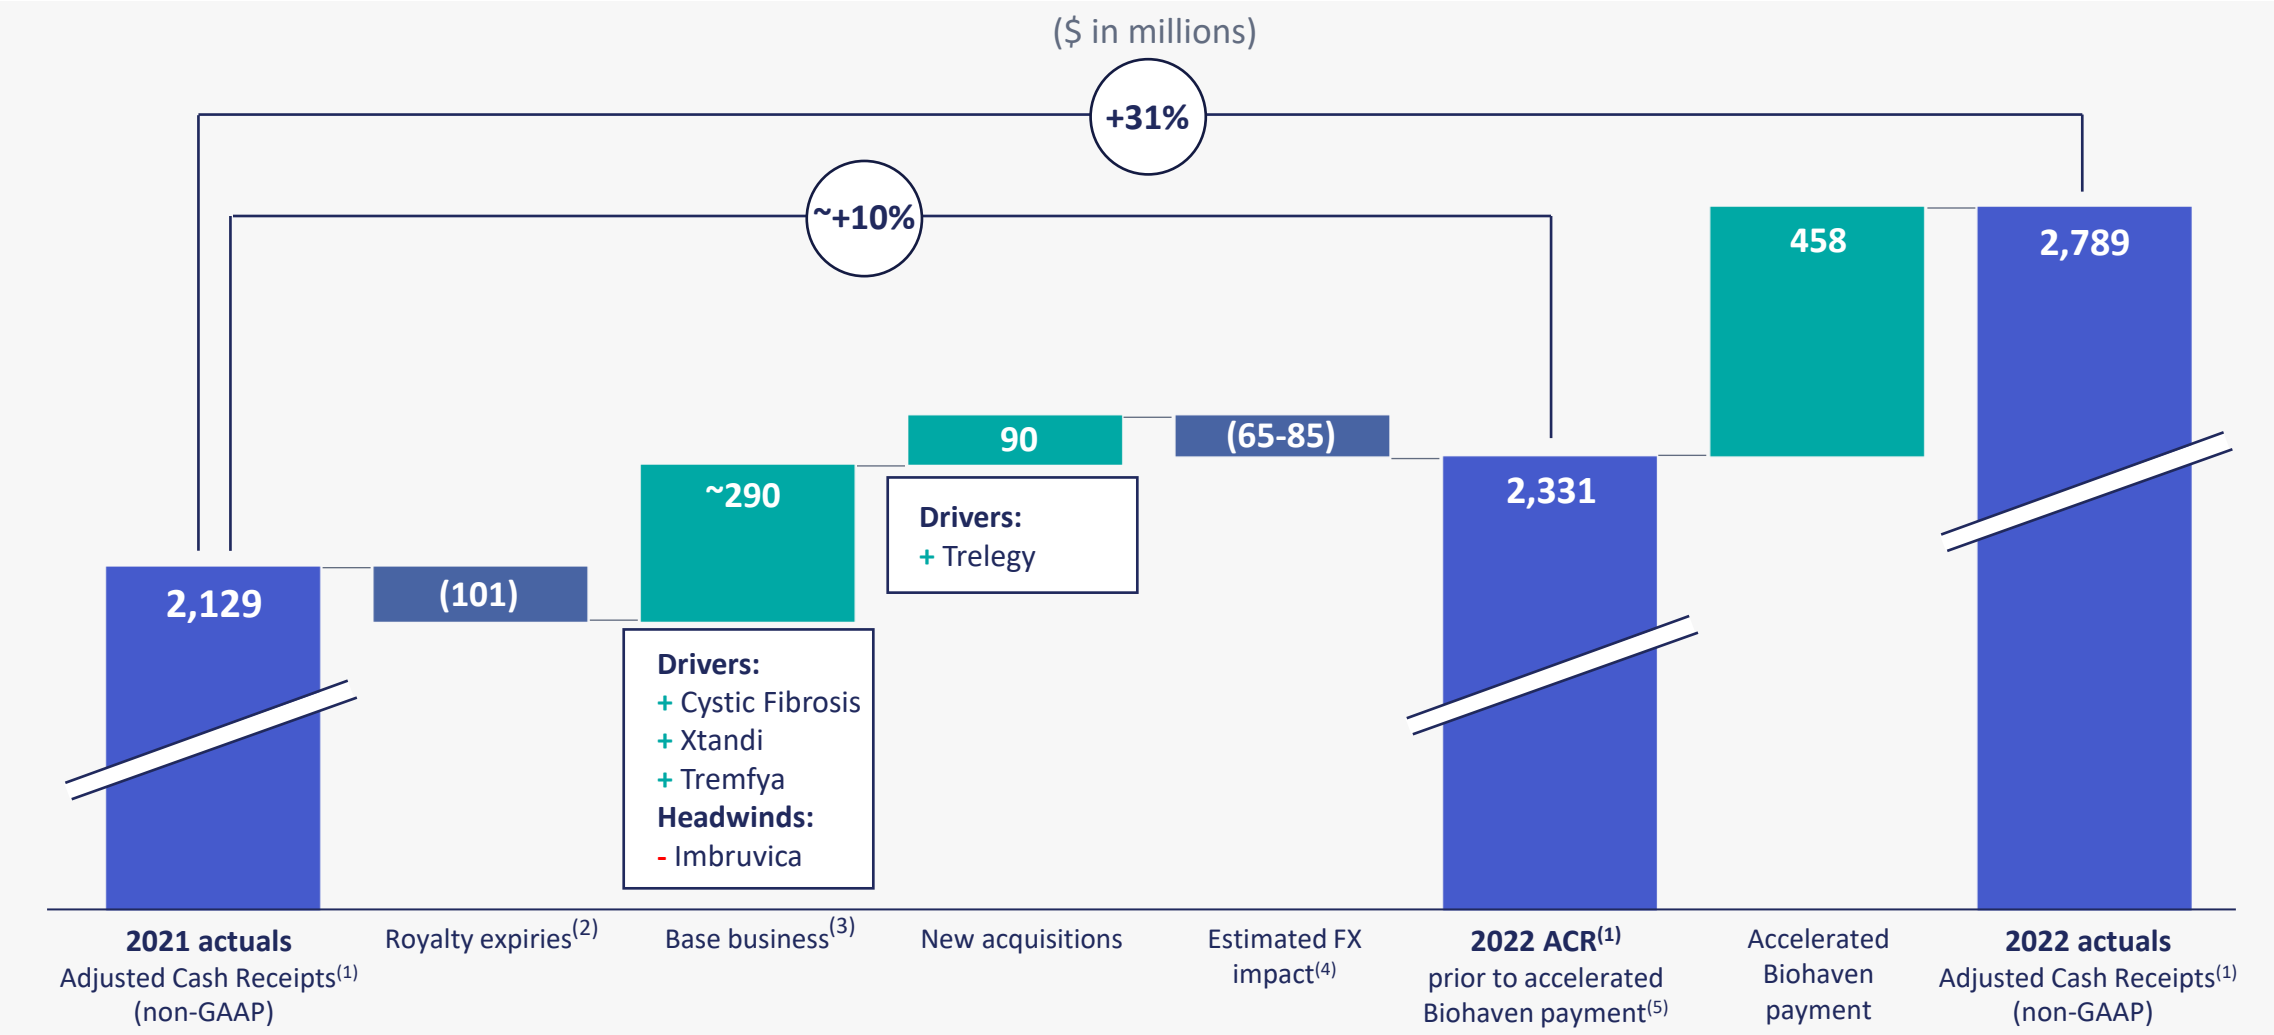 ($ in millions)
+31%
~+10%
458
2,789
90
(65-85)
~290
2,331
Drivers:
+ Trelegy
2,129
(101)
Drivers:
+ Cystic Fibrosis
+ Xtandi
+ Tremfya
Headwinds:
- Imbruvica
2021 actuals
Adjusted Cash Receipts(1)
(non-GAAP)
Royalty expiries(2)
Base business(3)
New acquisitions
Estimated FX
impact(4)
2022 ACR(1)
prior to accelerated
Biohaven payment(5)
Accelerated
Biohaven
payment
2022 actuals
Adjusted Cash Receipts(1)
(non-GAAP)